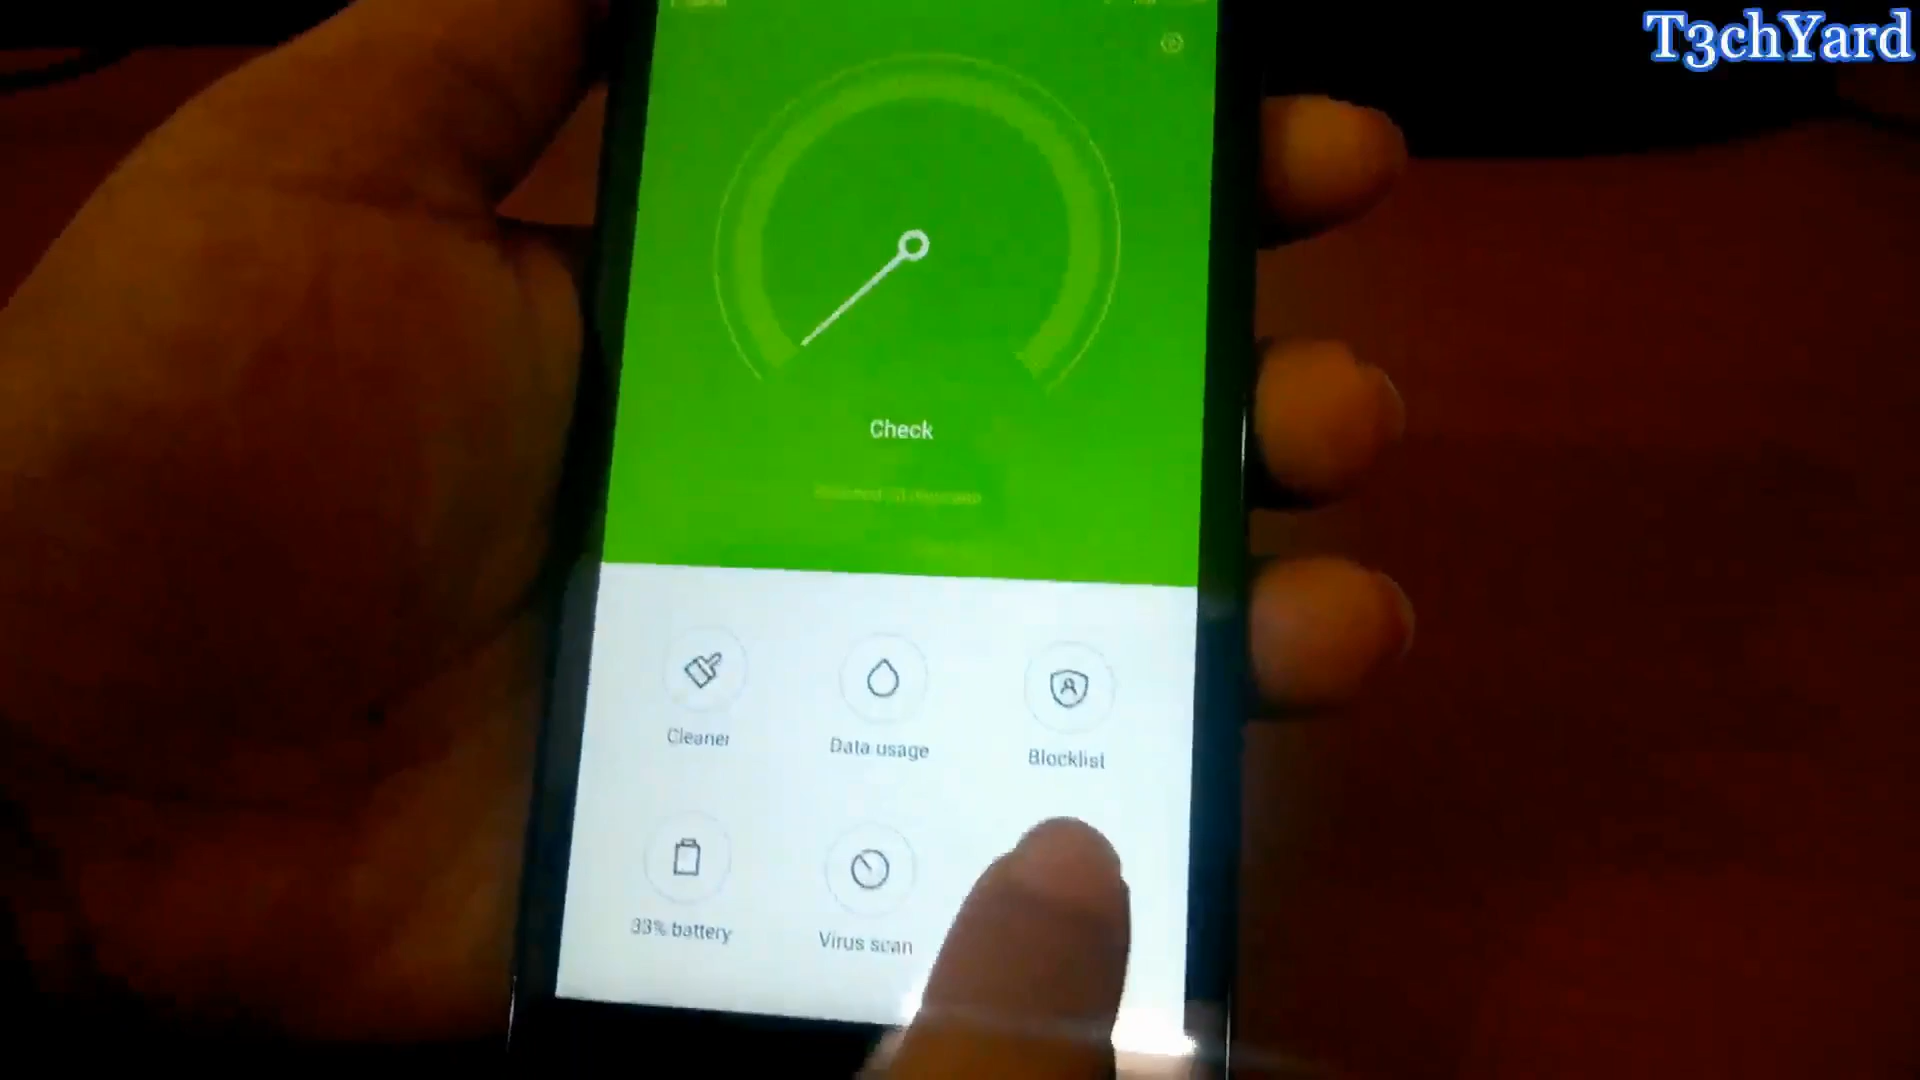 T3chYard
Check
Cleaner
Data usage
Blocklist
33% battery
Virus scan